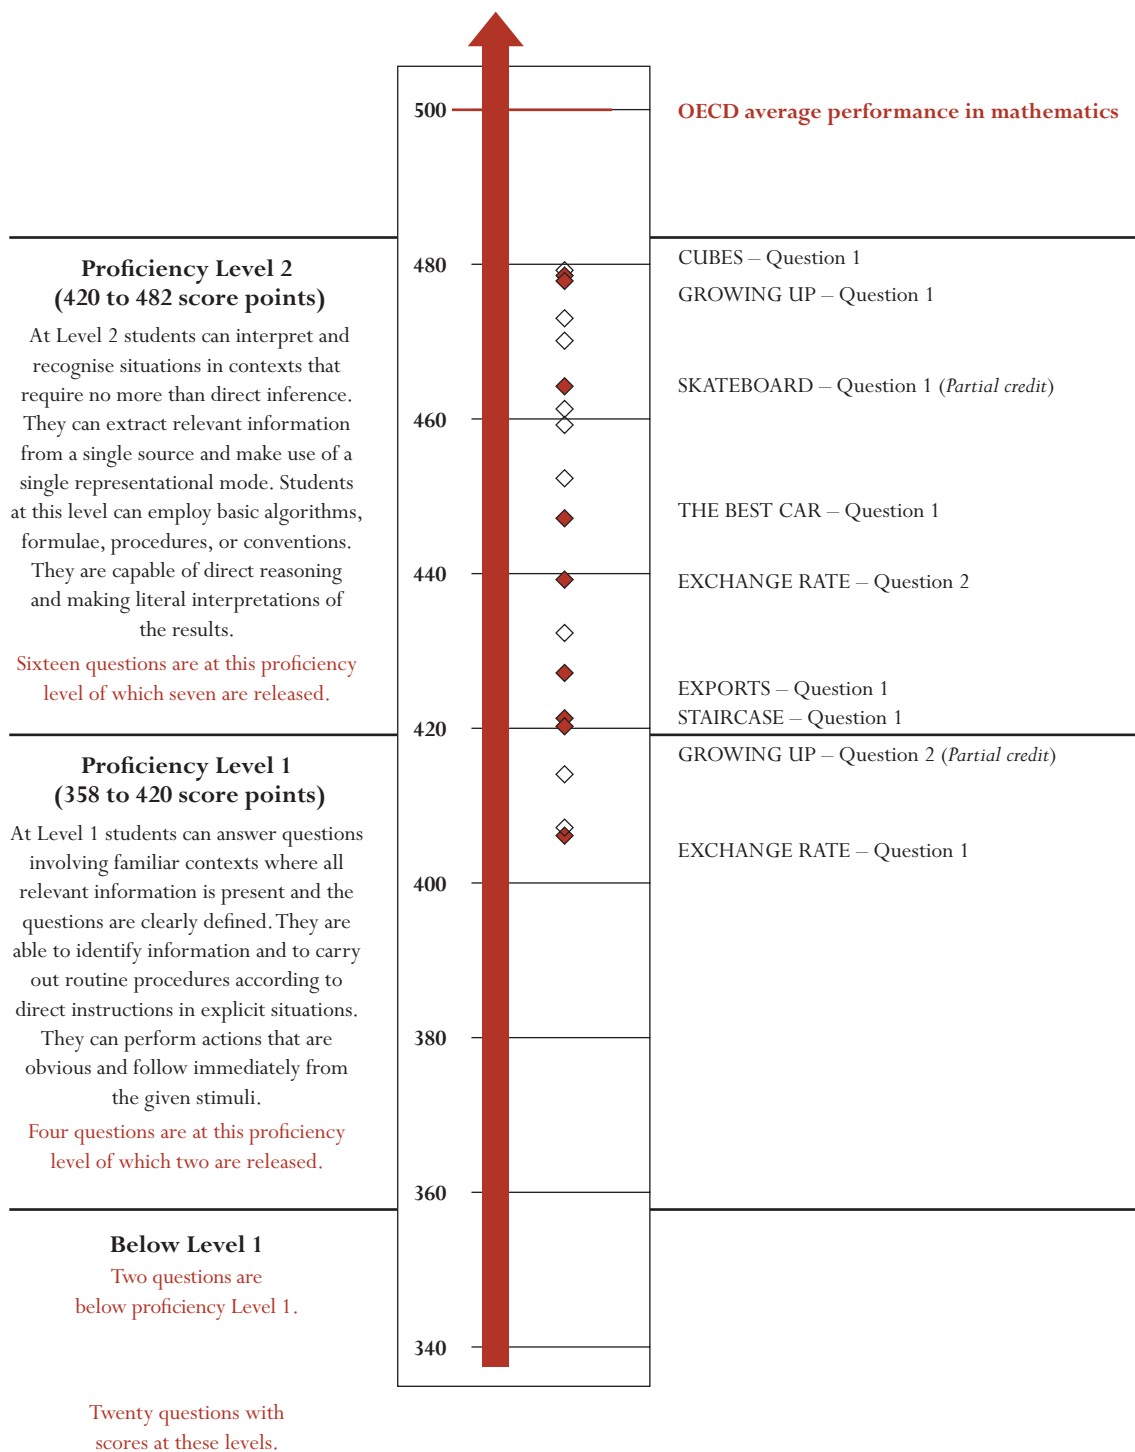 500
OECD average performance in mathematics
Proficiency Level 2
(420 to 482 score points)
At Level 2 students can interpret and
recognise situations in contexts that
require no more than direct inference.
They can extract relevant information
from a single source and make use of a
single representational mode. Students
at this level can employ basic algorithms,
formulae, procedures, or conventions.
They are capable of direct reasoning
and making literal interpretations of
the results.
Sixteen questions are at this proficiency
level of which seven are released.
480
460
440
420
CUBES – Question 1
GROWING UP – Question 1
SKATEBOARD – Question 1 (Partial credit)
THE BEST CAR – Question 1
EXCHANGE RATE – Question 2
EXPORTS – Question 1
STAIRCASE – Question 1
Proficiency Level 1
(358 to 420 score points)
At Level 1 students can answer questions
involving familiar contexts where all
relevant information is present and the
questions are clearly defined. They are
able to identify information and to carry
out routine procedures according to
direct instructions in explicit situations.
They can perform actions that are
obvious and follow immediately from
the given stimuli.
Four questions are at this proficiency
level of which two are released.
400
380
360
GROWING UP – Question 2 (Partial credit)
EXCHANGE RATE – Question 1
Below Level 1
Two questions are
below proficiency Level 1.
340
Twenty questions with
scores at these levels.